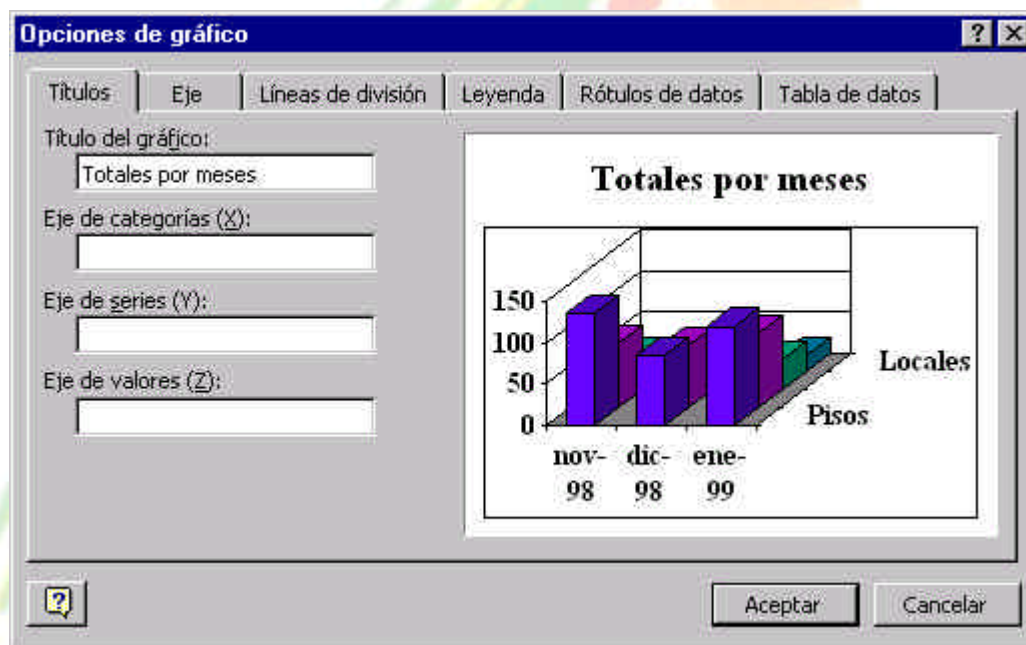 Opciones de gráfico
Títulos
Eje
Líneas de división
Leyenda
Rótulos de datos
Tabla de datos
Título del gráfico:
Totales por meses
Eje de categorías (X):
Eje de series (Y):
Eje de valores (Z):
Totales por meses
150
100
50
0
Locales
Pisos
nov-98
dic-98
ene-99
Aceptar
Cancelar